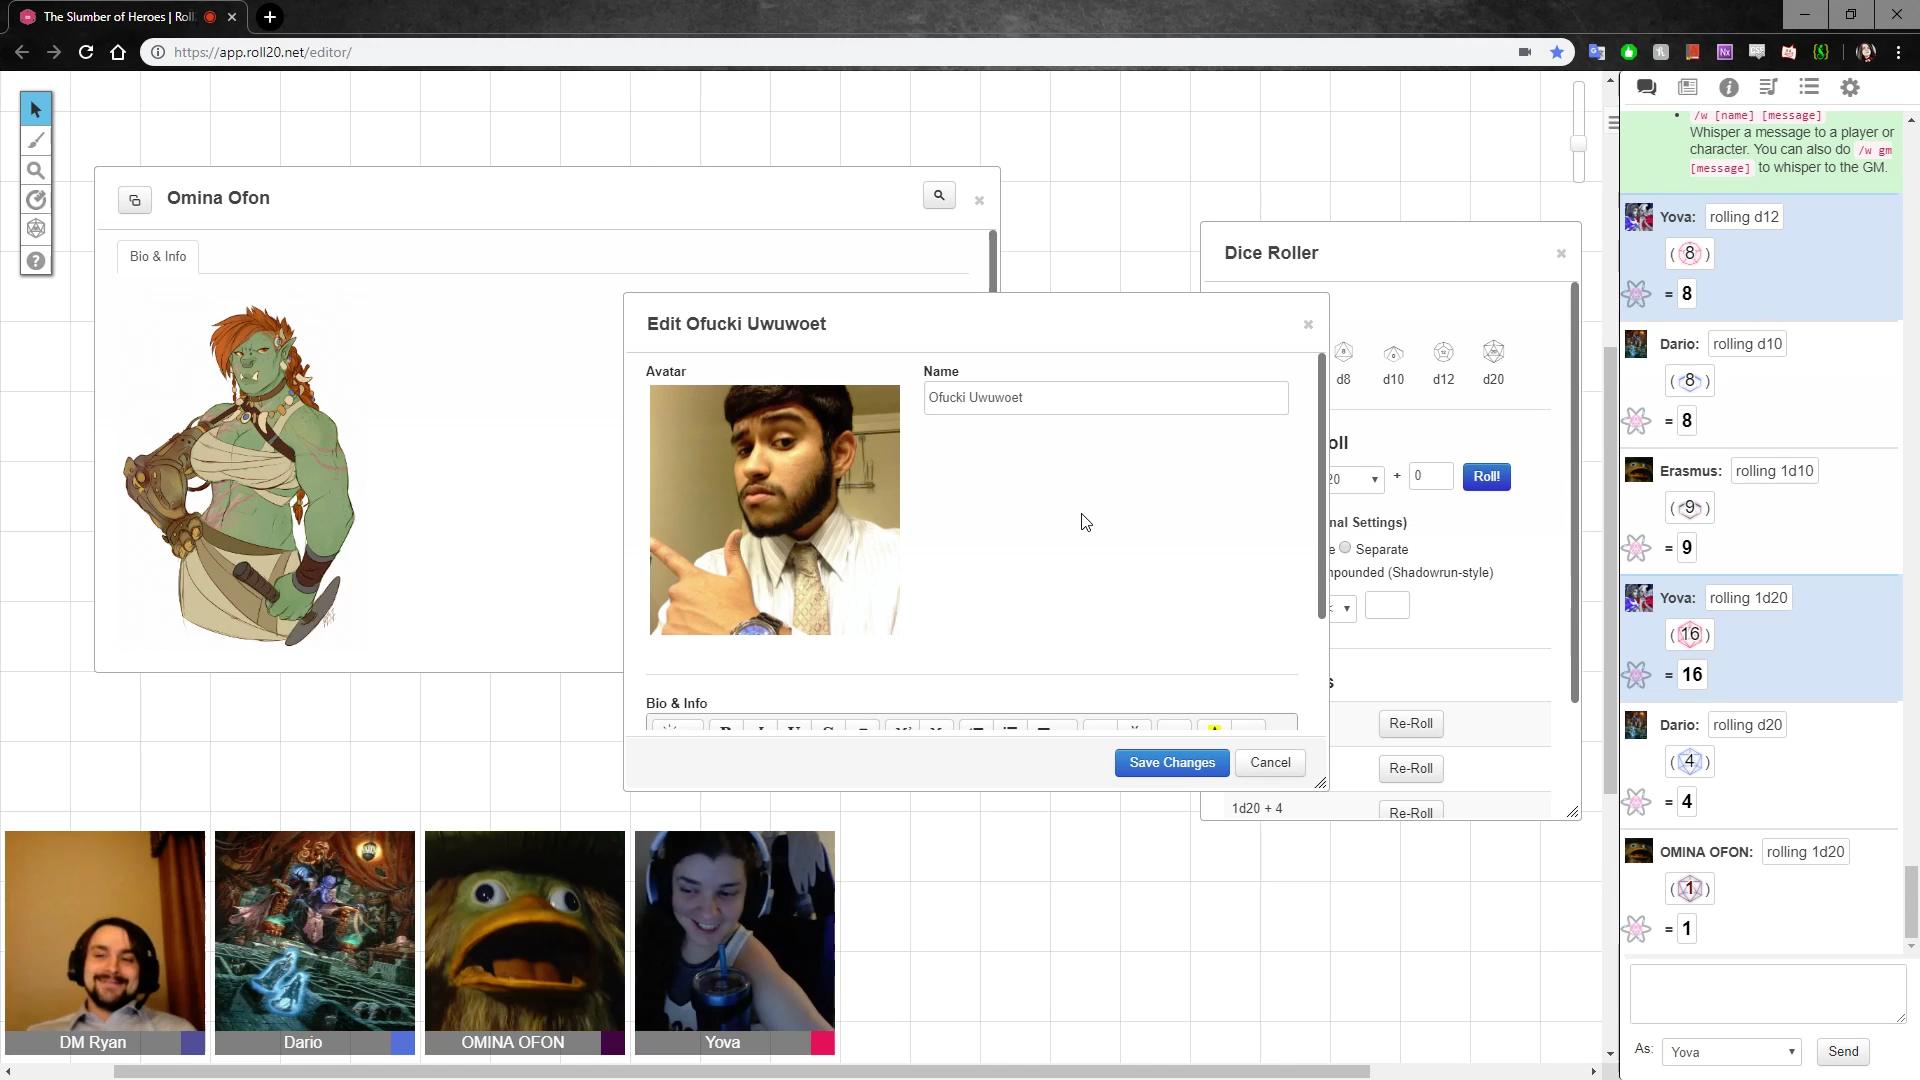 The Slumber of Heroes | Roll
https://app.roll20.net/editor/
Omina Ofon
Bio & Info
Edit Ofucki Uwuwoet
Avatar
Name
Ofucki Uwuwoet
Bio & Info
Save Changes
Cancel
Dice Roller
d8
d10
d12
d20
oll
20
+
0
Roll!
nal Settings)
e
Separate
npounded (Shadowrun-style)
<
s
Re-Roll
Re-Roll
1d20 + 4
Re-Roll
DM Ryan
Dario
OMINA OFON
Yova
/w [name] [message]
Whisper a message to a player or
character. You can also do /w gm
[message] to whisper to the GM.
Yova: rolling d12
(8)
= 8
Dario: rolling d10
(8)
= 8
Erasmus: rolling 1d10
(9)
= 9
Yova: rolling 1d20
(16)
= 16
Dario: rolling d20
(4)
= 4
OMINA OFON: rolling 1d20
(1)
= 1
As:
Yova
Send